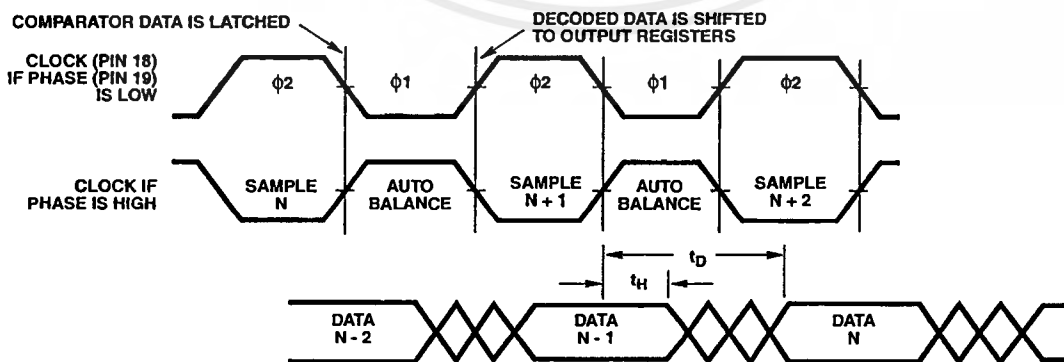 COMPARATOR DATA IS LATCHED
DECODED DATA IS SHIFTED
TO OUTPUT REGISTERS
CLOCK (PIN 18)
IF PHASE (PIN 19)
IS LOW
ϕ2
ϕ1
ϕ2
ϕ1
ϕ2
CLOCK IF
PHASE IS HIGH
SAMPLE
N
AUTO
BALANCE
SAMPLE
N + 1
AUTO
BALANCE
SAMPLE
N + 2
tD
tH
DATA
N - 2
DATA
N - 1
DATA
N